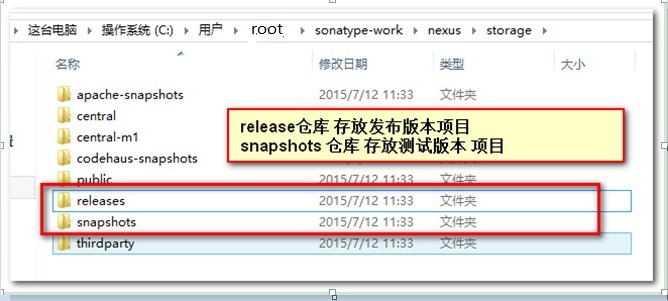 这台电脑 › 操作系统 (C:) › 用户 › root › sonatype-work › nexus › storage ›
名称 修改日期 类型 大小
apache-snapshots 2015/7/12 11:33 文件夹
central 2015/7/12 11:33 文件夹
central-m1
codehaus-snapshots
release仓库 存放发布版本项目
snapshots 仓库 存放测试版本 项目
public 2015/7/12 11:33 文件夹
releases 2015/7/12 11:33 文件夹
snapshots 2015/7/12 11:33 文件夹
thirdparty 2015/7/12 11:33 文件夹